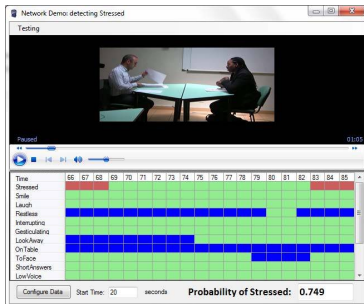 Network Demo: detecting Stressed
Testing
Paused 01:05
Time 66 67 68 69 70 71 72 73 74 75 76 77 78 79 80 81 82 83 84 85
Stressed
Smile
Laugh
Restless
Interrupting
Gesticulating
LookAway
OnTable
ToFace
ShortAnswers
LowVoice
Configure Data Start Time: 20 seconds Probability of Stressed: 0.749